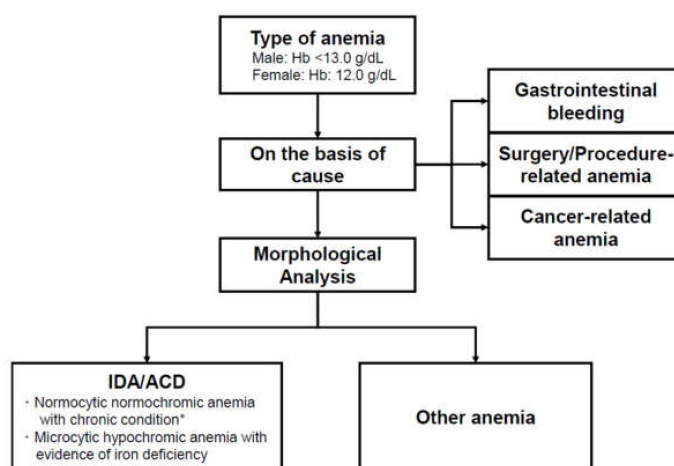 Type of anemia
Male: Hb <13.0 g/dL
Female: Hb: 12.0 g/dL
On the basis of
cause
Gastrointestinal
bleeding
Surgery/Procedure-
related anemia
Cancer-related
anemia
Morphological
Analysis
IDA/ACD
· Normocytic normochromic anemia
with chronic condition*
· Microcytic hypochromic anemia with
evidence of iron deficiency
Other anemia